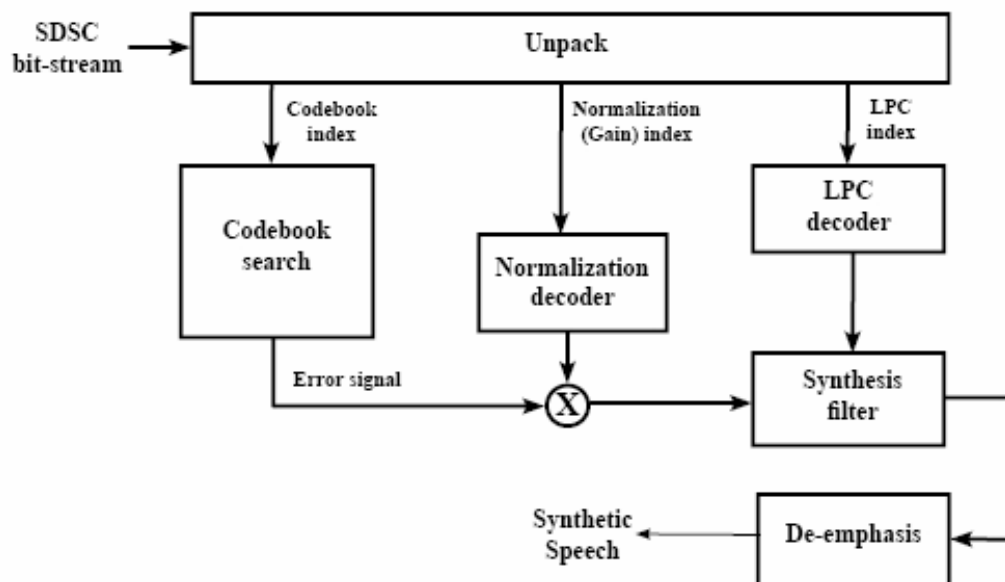 SDSC
bit-stream
Unpack
Codebook
index
Normalization
(Gain) index
LPC
index
Codebook
search
Normalization
decoder
LPC
decoder
Error signal
X
Synthesis
filter
Synthetic
Speech
De-emphasis